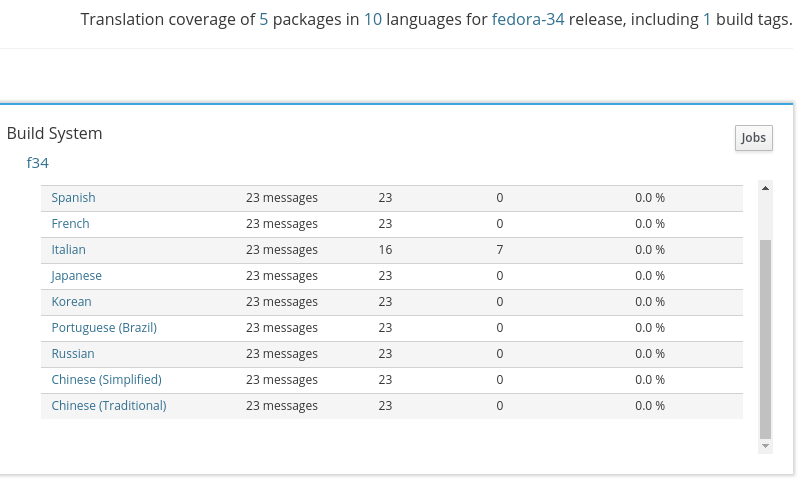 Translation coverage of 5 packages in 10 languages for fedora-34 release, including 1 build tags.
Build System
Jobs
f34
Spanish 23 messages 23 0 0.0 %
French 23 messages 23 0 0.0 %
Italian 23 messages 16 7 0.0 %
Japanese 23 messages 23 0 0.0 %
Korean 23 messages 23 0 0.0 %
Portuguese (Brazil) 23 messages 23 0 0.0 %
Russian 23 messages 23 0 0.0 %
Chinese (Simplified) 23 messages 23 0 0.0 %
Chinese (Traditional) 23 messages 23 0 0.0 %